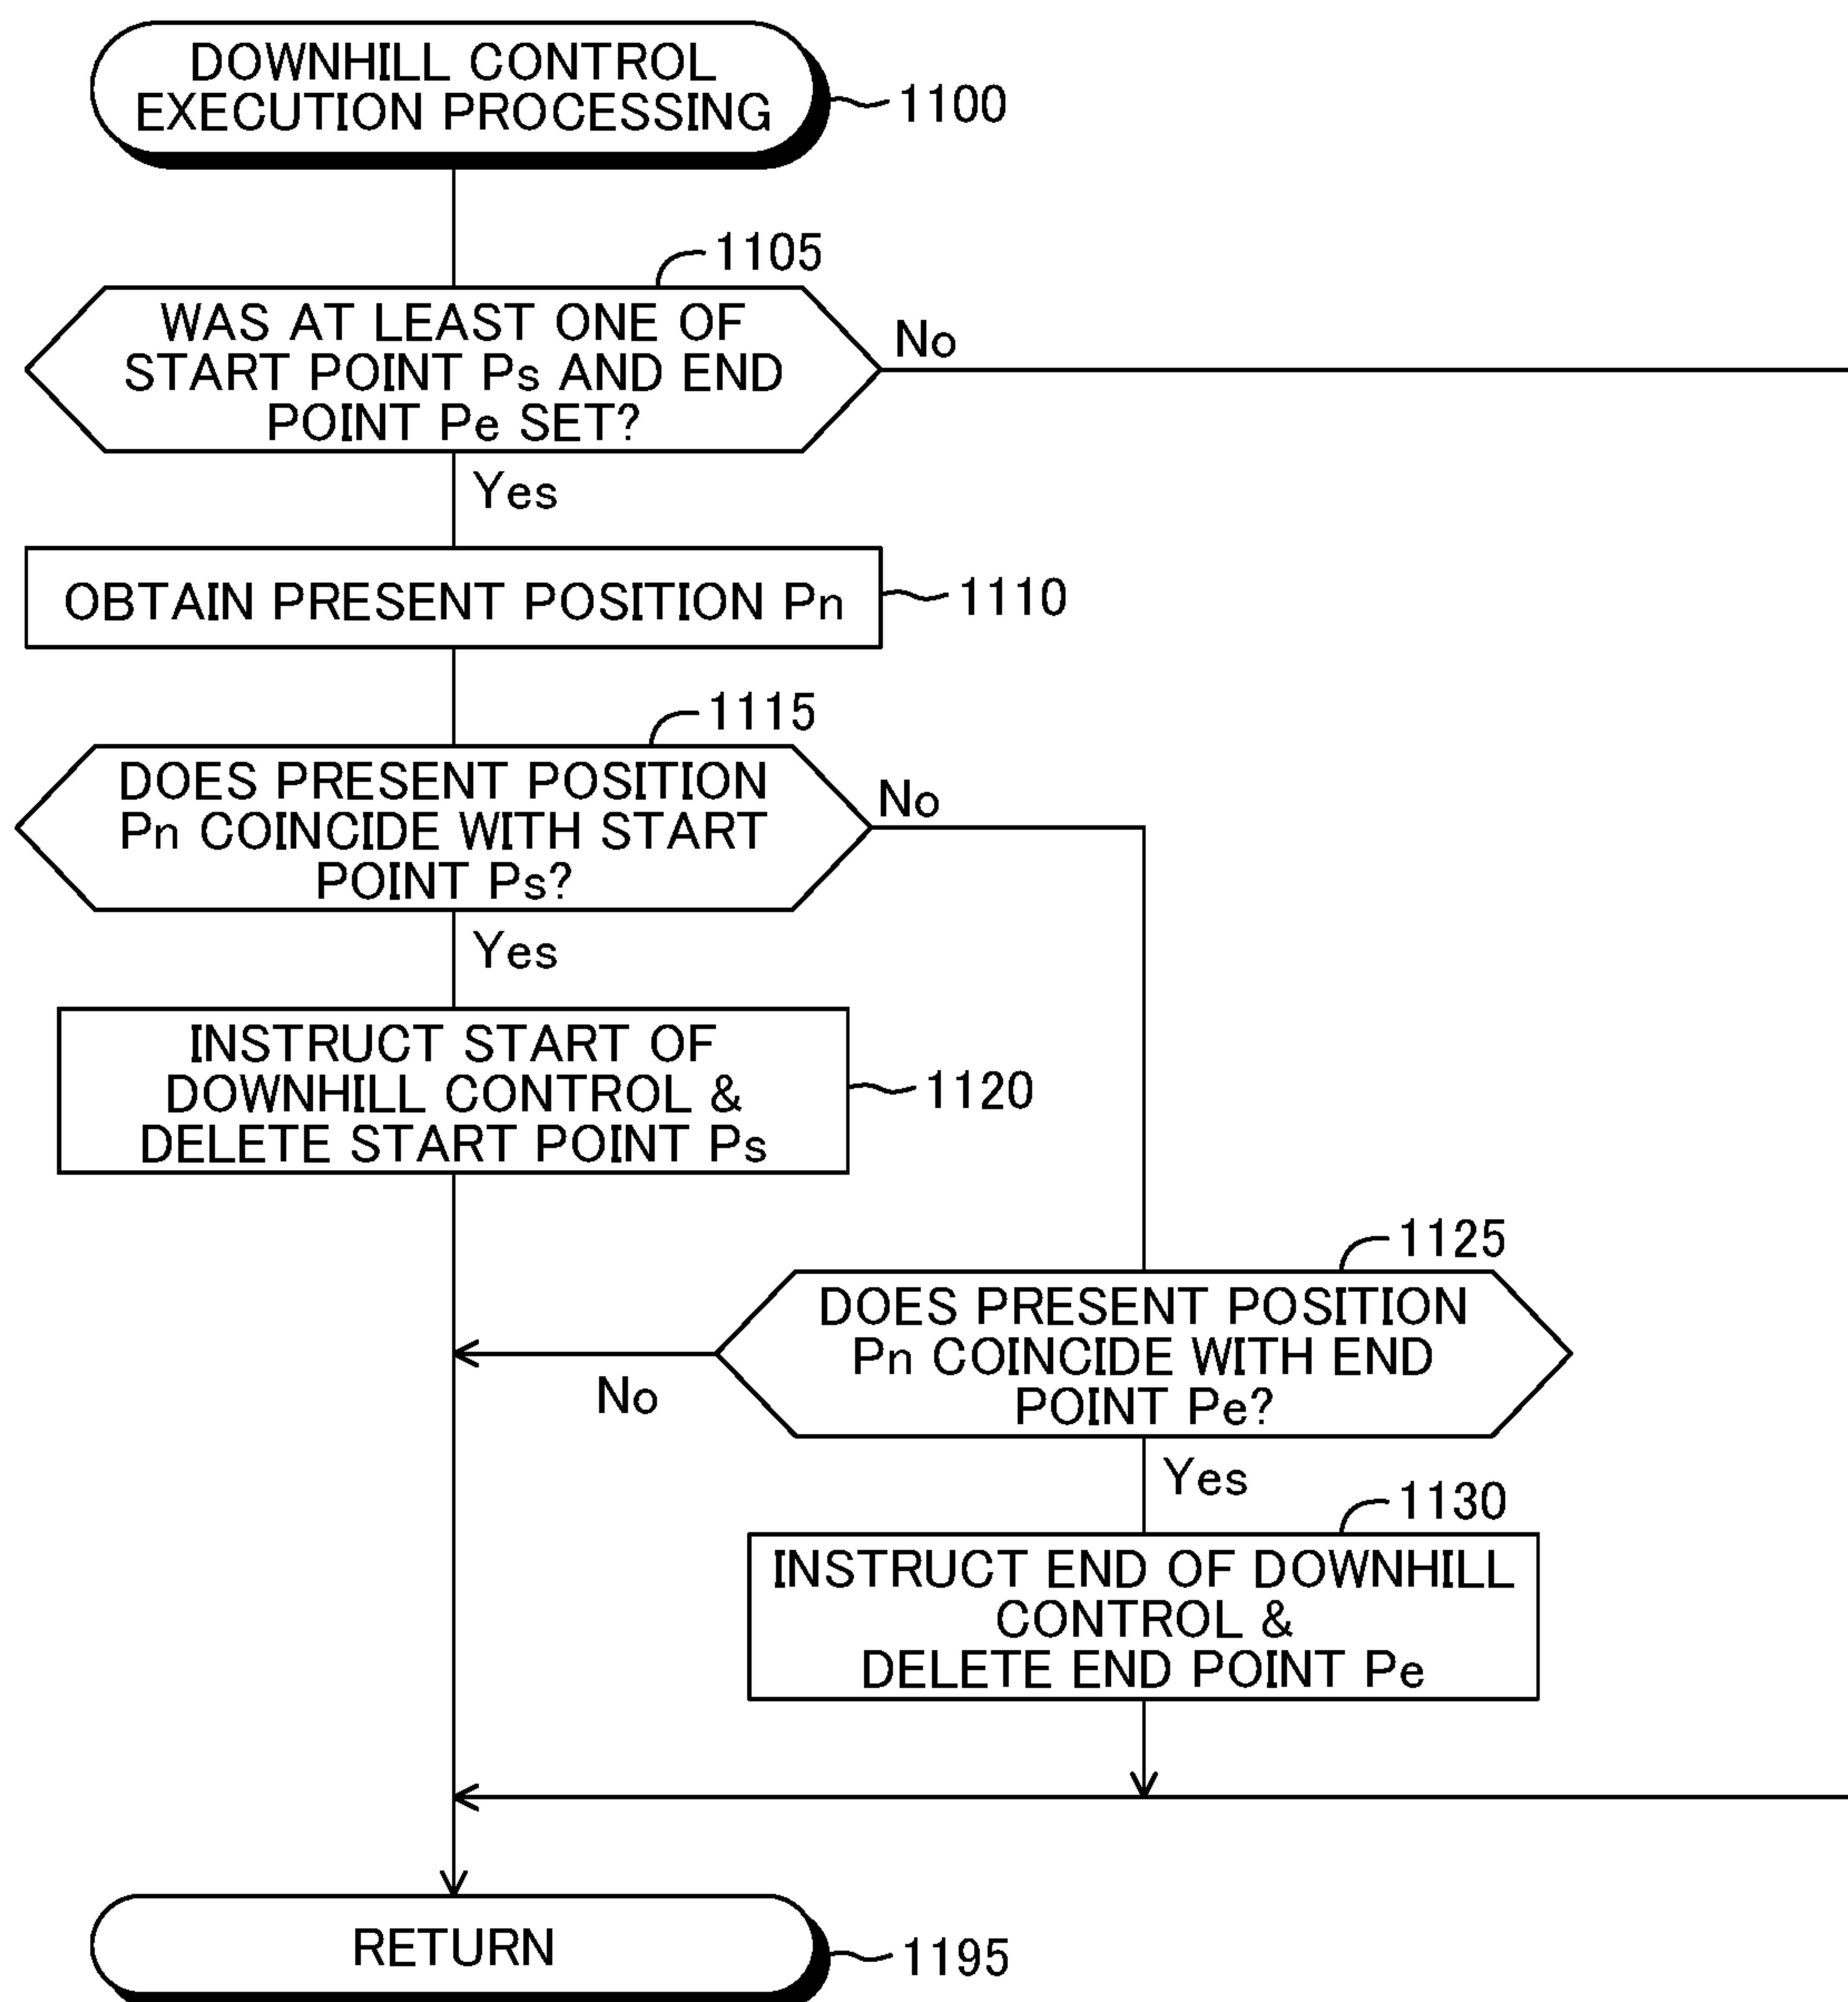 DOWNHILL CONTROL
EXECUTION PROCESSING
1100
1105
WAS AT LEAST ONE OF
START POINT Ps AND END
POINT Pe SET?
No
Yes
OBTAIN PRESENT POSITION Pn
1110
1115
DOES PRESENT POSITION
Pn COINCIDE WITH START
POINT Ps?
No
Yes
INSTRUCT START OF
DOWNHILL CONTROL &
DELETE START POINT Ps
1120
1125
DOES PRESENT POSITION
Pn COINCIDE WITH END
POINT Pe?
No
Yes
1130
INSTRUCT END OF DOWNHILL
CONTROL &
DELETE END POINT Pe
RETURN
1195